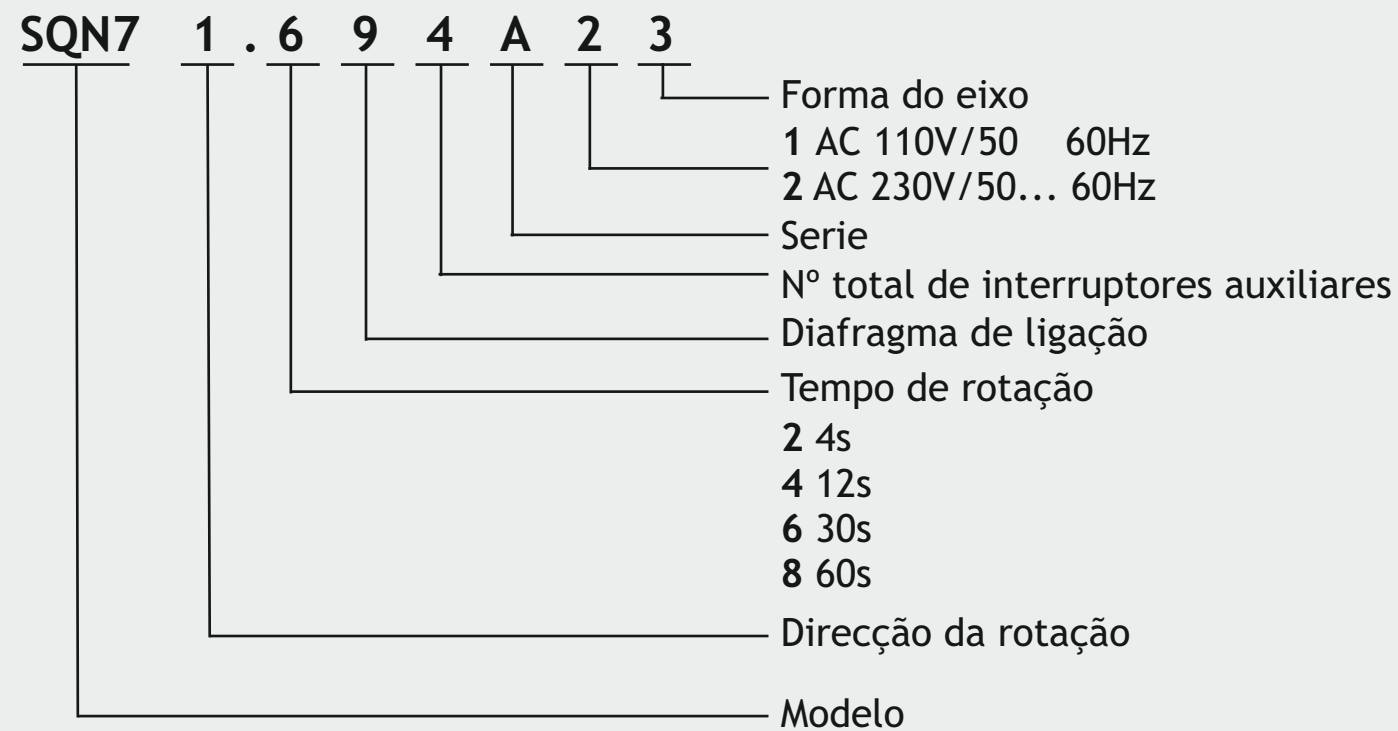 SQN7 1 . 6 9 4 A 2 3
Forma do eixo
1 AC 110V/50 60Hz
2 AC 230V/50... 60Hz
Serie
Nº total de interruptores auxiliares
Diafragma de ligação
Tempo de rotação
2 4s
4 12s
6 30s
8 60s
Direcção da rotação
Modelo